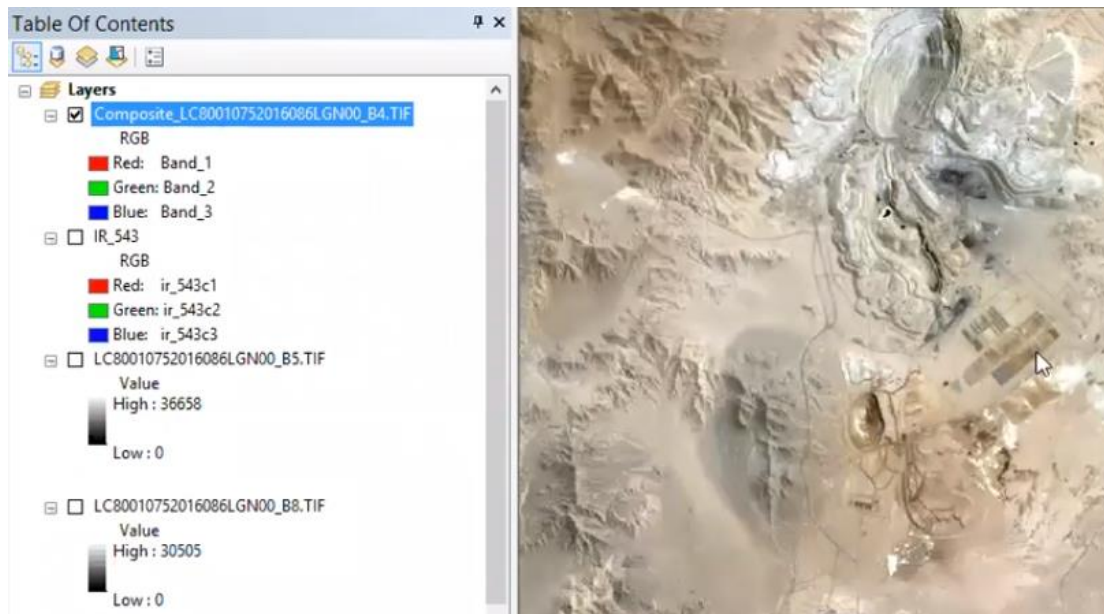 Table Of Contents
Layers
Composite_LC80010752016086LGN00_B4.TIF
RGB
Red: Band_1
Green: Band_2
Blue: Band_3
IR_543
RGB
Red: ir_543c1
Green: ir_543c2
Blue: ir_543c3
LC80010752016086LGN00_B5.TIF
Value
High : 36658
Low : 0
LC80010752016086LGN00_B8.TIF
Value
High : 30505
Low : 0